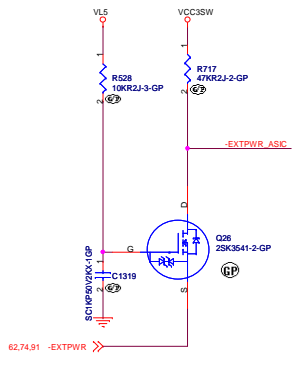 VL5
VCC3SW
1
1
R528
10KR2J-3-GP
R717
47KR2J-2-GP
2
2
-EXTPWR_ASIC
D
Q26
2SK3541-2-GP
G
GP
1
C1319
SC1KP50V2KX-1GP
2
S
62,74,91 -EXTPWR